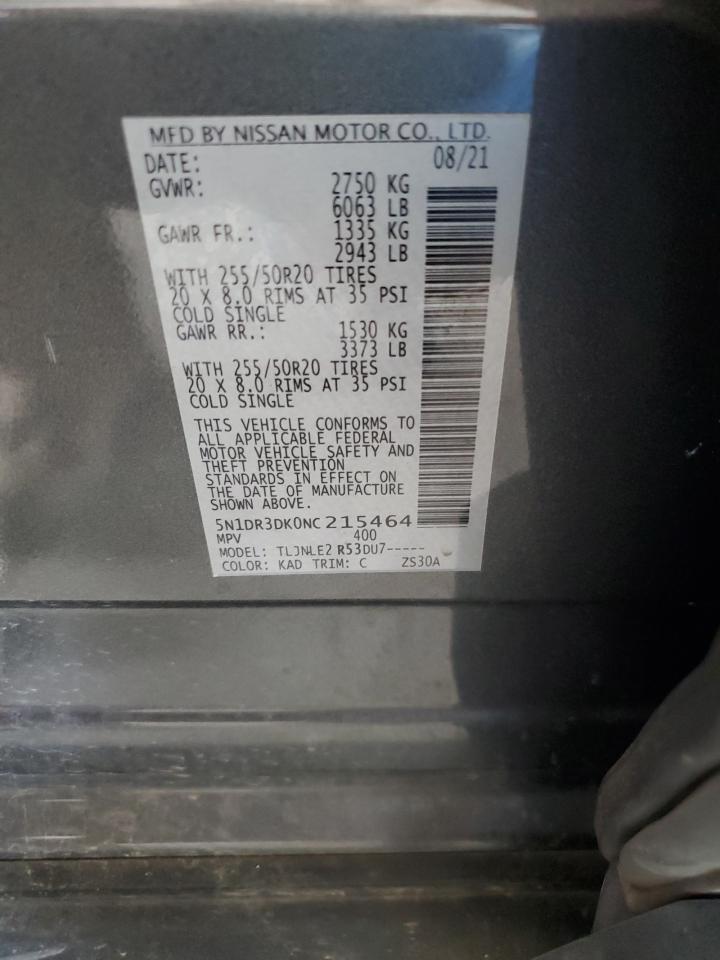 MFD BY NISSAN MOTOR CO., LTD.
DATE: 08/21
GVWR: 2750 KG
6063 LB
GAWR FR.: 1335 KG
2943 LB
WITH 255/50R20 TIRES
20 X 8.0 RIMS AT 35 PSI
COLD SINGLE
GAWR RR.: 1530 KG
3373 LB
WITH 255/50R20 TIRES
20 X 8.0 RIMS AT 35 PSI
COLD SINGLE
THIS VEHICLE CONFORMS TO
ALL APPLICABLE FEDERAL
MOTOR VEHICLE SAFETY AND
THEFT PREVENTION
STANDARDS IN EFFECT ON
THE DATE OF MANUFACTURE
SHOWN ABOVE.
5N1DR3DK0NC215464
MPV 400
MODEL: TLJNLE2 R53DU7-----
COLOR: KAD TRIM: C ZS30A